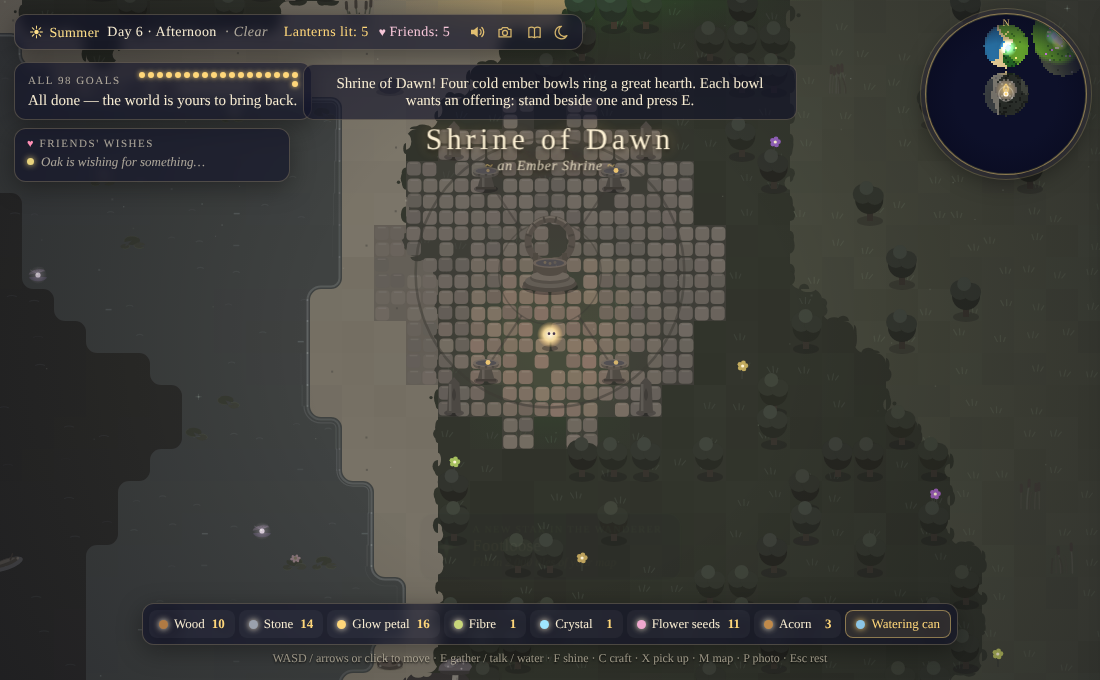 Summer Day 6 · Afternoon · Clear Lanterns lit: 5 ♥ Friends: 5
ALL 98 GOALS
All done — the world is yours to bring back.
Shrine of Dawn! Four cold ember bowls ring a great hearth. Each bowl
wants an offering: stand beside one and press E.
♥ FRIENDS' WISHES
Oak is wishing for something…
Shrine of Dawn
~ an Ember Shrine ~
N
Wood 10 Stone 14 Glow petal 16 Fibre 1 Crystal 1 Flower seeds 11 Acorn 3 Watering can
WASD / arrows or click to move · E gather / talk / water · F shine · C craft · X pick up · M map · P photo · Esc rest